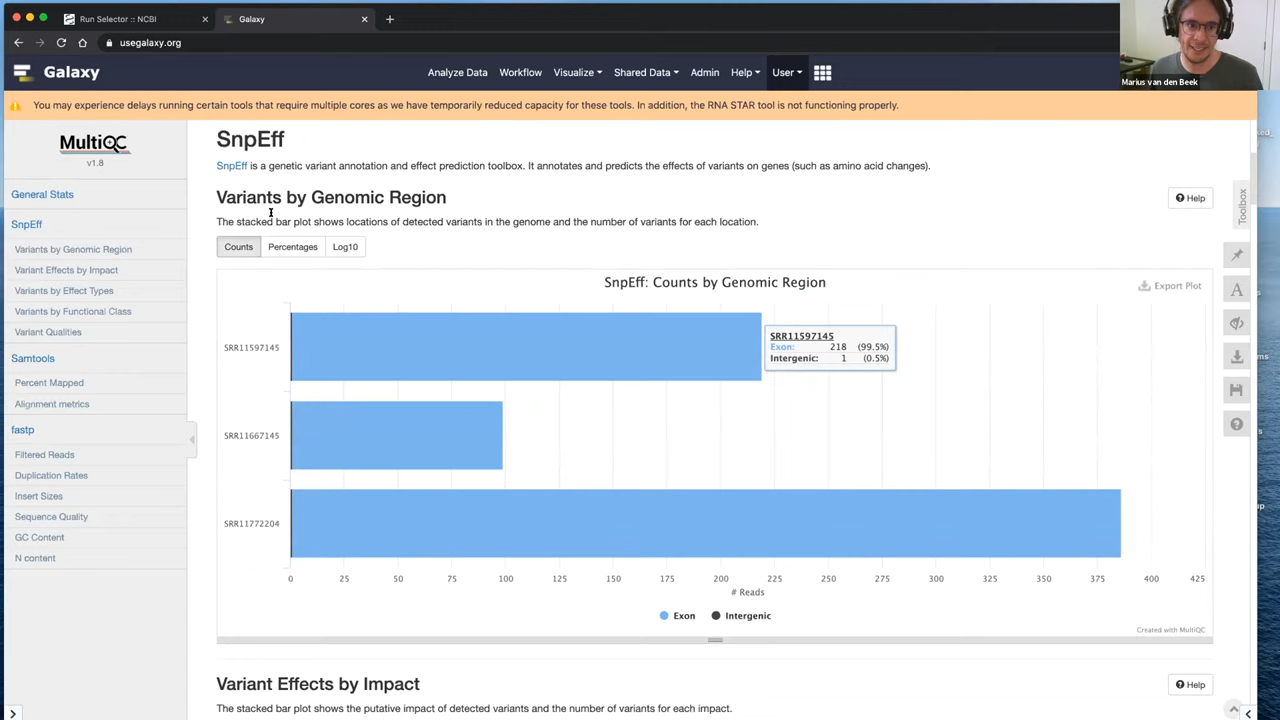 Run Selector :: NCBI
Galaxy
usegalaxy.org
Marius van den Beek
Galaxy
Analyze Data
Workflow
Visualize
Shared Data
Admin
Help
User
You may experience delays running certain tools that require multiple cores as we have temporarily reduced capacity for these tools. In addition, the RNA STAR tool is not functioning properly.
MultiQC
v1.8
General Stats
SnpEff
Variants by Genomic Region
Variant Effects by Impact
Variants by Effect Types
Variants by Functional Class
Variant Qualities
Samtools
Percent Mapped
Alignment metrics
fastp
Filtered Reads
Duplication Rates
Insert Sizes
Sequence Quality
GC Content
N content
SnpEff
SnpEff is a genetic variant annotation and effect prediction toolbox. It annotates and predicts the effects of variants on genes (such as amino acid changes).
Variants by Genomic Region
Help
The stacked bar plot shows locations of detected variants in the genome and the number of variants for each location.
Counts
Percentages
Log10
SnpEff: Counts by Genomic Region
Export Plot
SRR11597145
SRR11667145
SRR11772204
SRR11597145
Exon: 218 (99.5%)
Intergenic: 1 (0.5%)
0 25 50 75 100 125 150 175 200 225 250 275 300 325 350 375 400 425
# Reads
Exon
Intergenic
Created with MultiQC
Variant Effects by Impact
Help
The stacked bar plot shows the putative impact of detected variants and the number of variants for each impact.
Toolbox